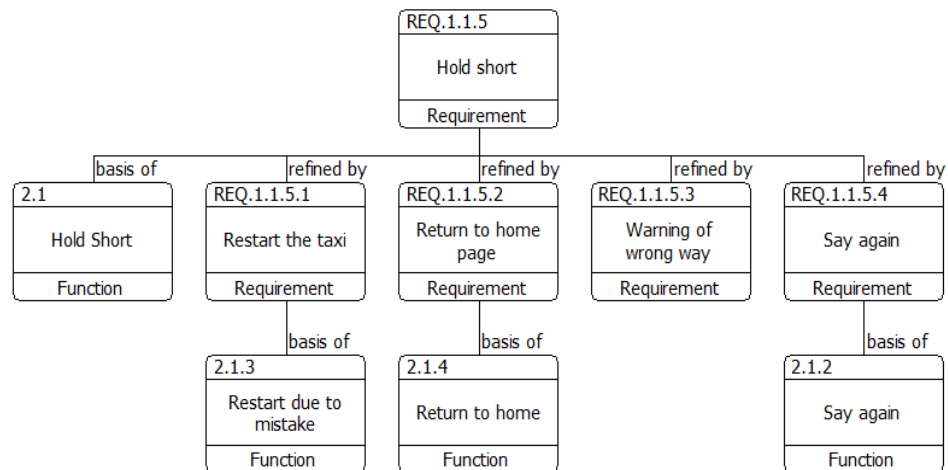 REQ.1.1.5
Hold short
Requirement
basis of
refined by
refined by
refined by
refined by
2.1
Hold Short
Function
REQ.1.1.5.1
Restart the taxi
Requirement
REQ.1.1.5.2
Return to home
page
Requirement
REQ.1.1.5.3
Warning of
wrong way
Requirement
REQ.1.1.5.4
Say again
Requirement
basis of
basis of
basis of
2.1.3
Restart due to
mistake
Function
2.1.4
Return to home
Function
2.1.2
Say again
Function